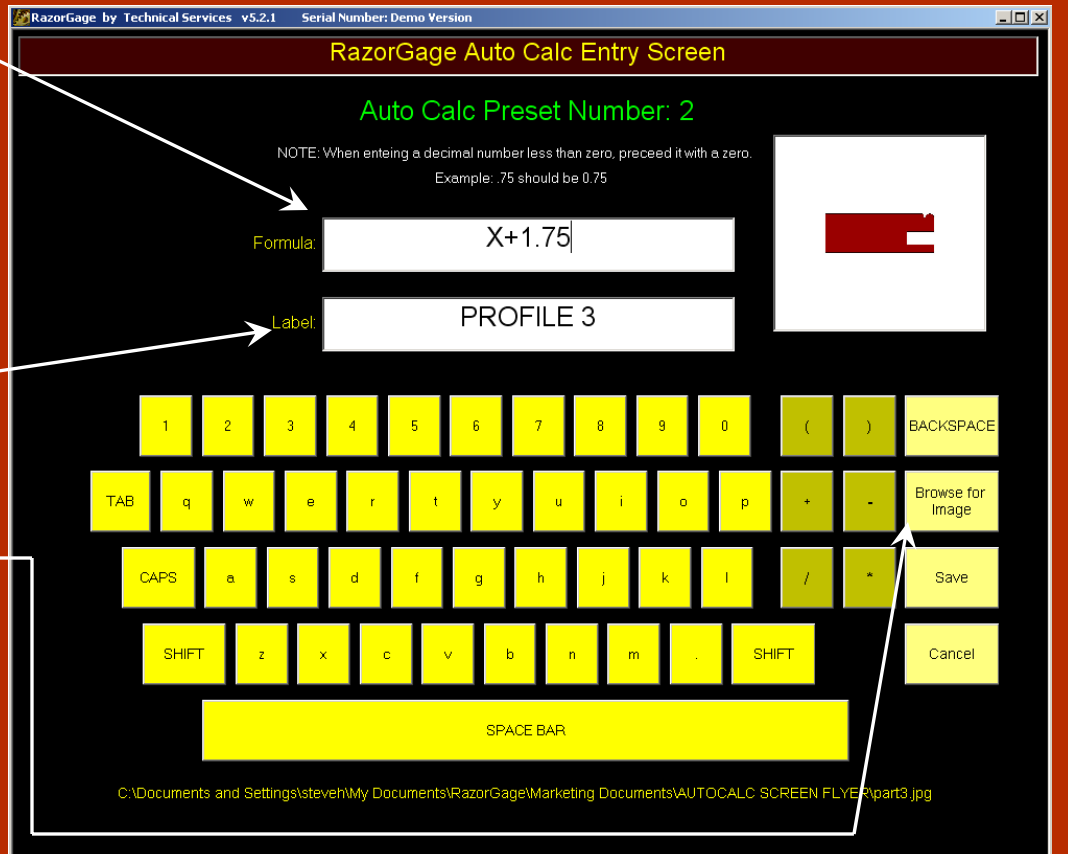 RazorGage by Technical Services v5.2.1 Serial Number: Demo Version
RazorGage Auto Calc Entry Screen
Auto Calc Preset Number: 2
NOTE: When enteing a decimal number less than zero, preceed it with a zero.
Example: .75 should be 0.75
Formula: X+1.75
Label: PROFILE 3
1 2 3 4 5 6 7 8 9 0 ( ) BACKSPACE
TAB q w e r t y u i o p + - Browse for
Image
CAPS a s d f g h j k l / * Save
SHIFT z x c v b n m . SHIFT Cancel
SPACE BAR
C:\Documents and Settings\steveh\My Documents\RazorGage\Marketing Documents\AUTOCALC SCREEN FLYER\part3.jpg